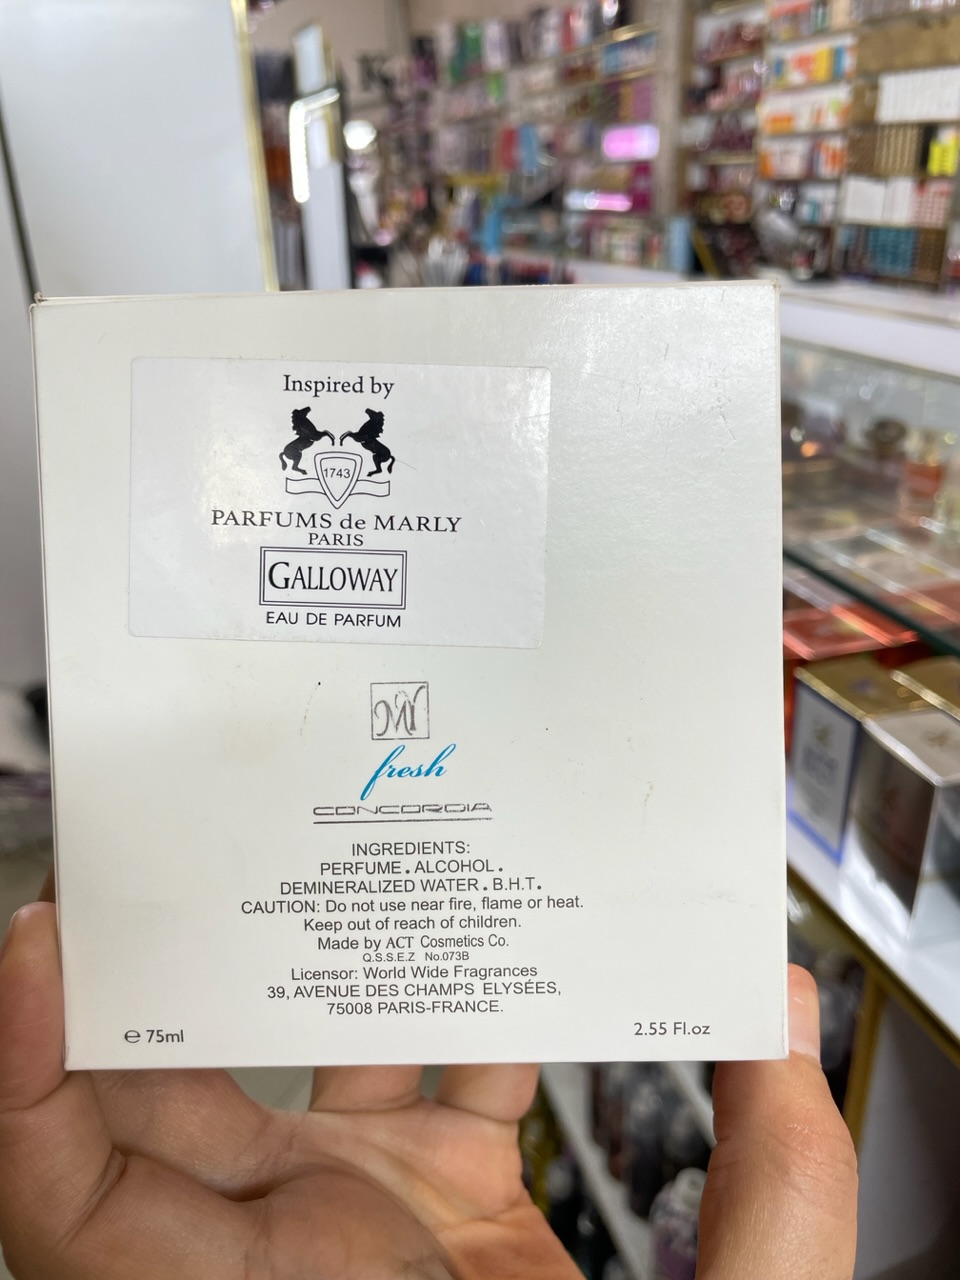 Inspired by
1743
PARFUMS de MARLY
PARIS
GALLOWAY
EAU DE PARFUM
MY
fresh
CONCORDIA
INGREDIENTS:
PERFUME. ALCOHOL.
DEMINERALIZED WATER. B.H.T.
CAUTION: Do not use near fire, flame or heat.
Keep out of reach of children.
Made by ACT Cosmetics Co.
Q.S.S.E.Z No.073B
Licensor: World Wide Fragrances
39, AVENUE DES CHAMPS ELYSÉES,
75008 PARIS-FRANCE.
℮ 75ml
2.55 Fl.oz